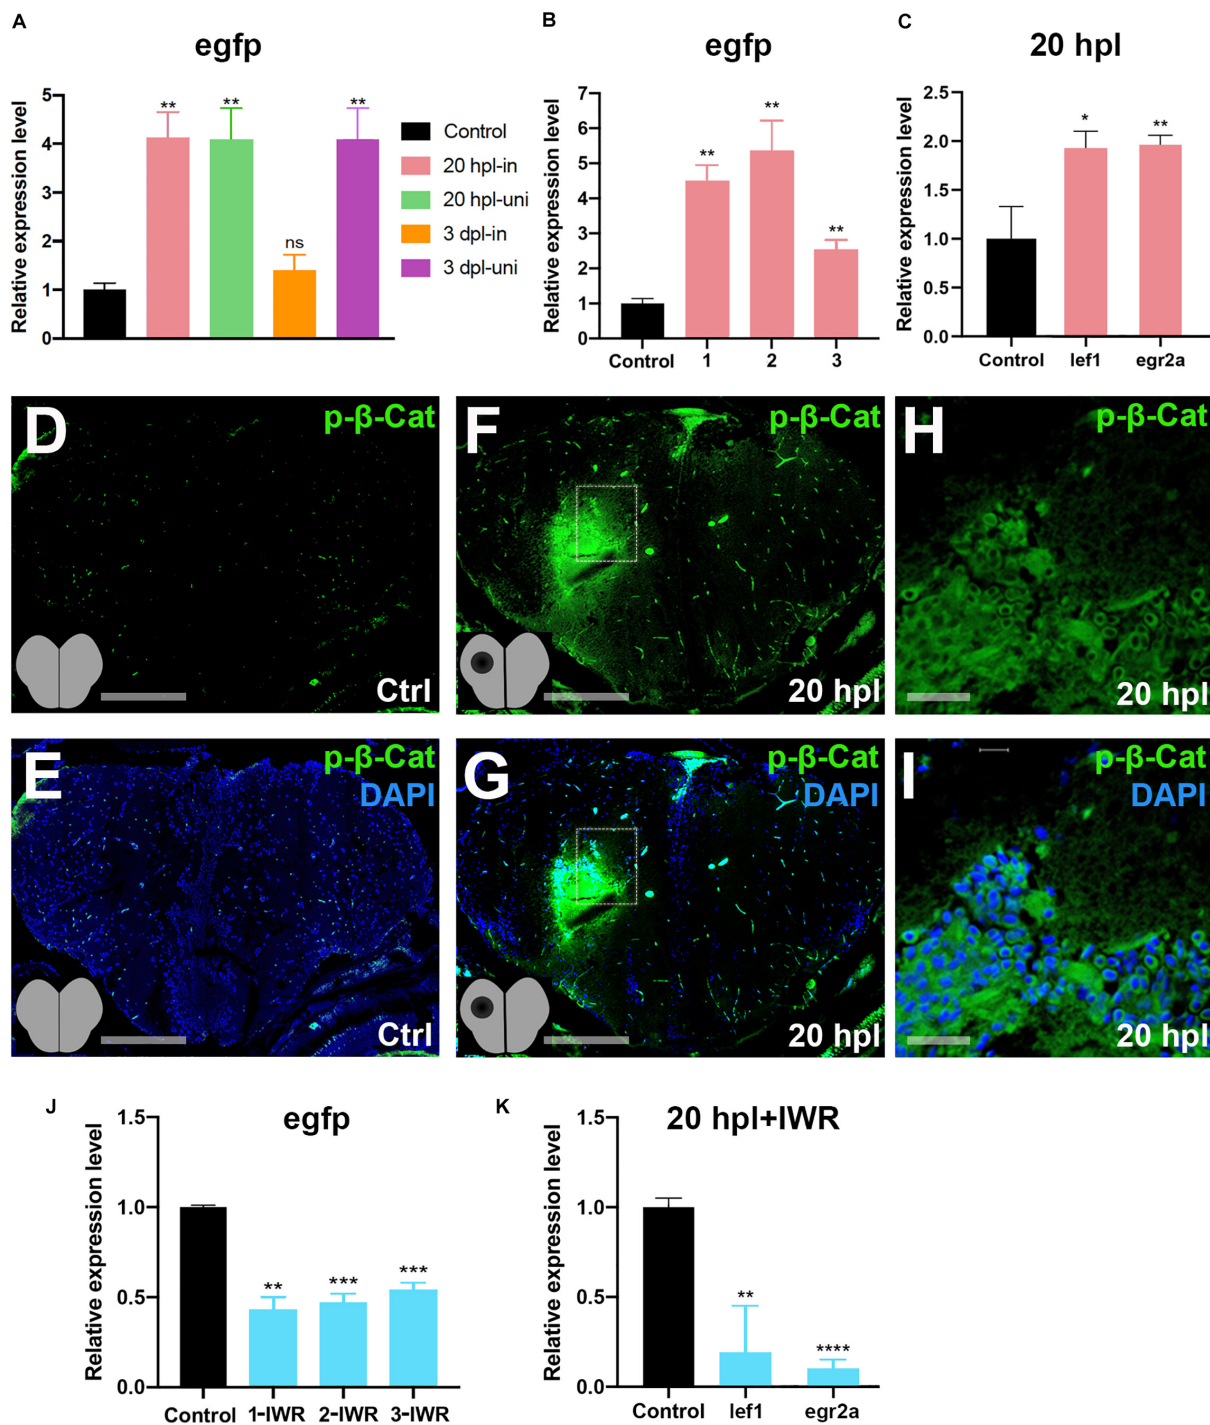 A
egfp
Relative expression level
5
4
3
2
1
0
**
**
ns
**
Control
20 hpl-in
20 hpl-uni
3 dpl-in
3 dpl-uni
B
egfp
Relative expression level
7
6
5
4
3
2
1
0
**
**
**
Control
1
2
3
C
20 hpl
Relative expression level
2.5
2.0
1.5
1.0
0.5
0.0
*
**
Control
lef1
egr2a
D
p-β-Cat
Ctrl
F
p-β-Cat
20 hpl
H
p-β-Cat
20 hpl
E
p-β-Cat
DAPI
Ctrl
G
p-β-Cat
DAPI
20 hpl
I
p-β-Cat
DAPI
20 hpl
J
egfp
Relative expression level
1.5
1.0
0.5
0.0
**
***
***
Control
1-IWR
2-IWR
3-IWR
K
20 hpl+IWR
Relative expression level
1.5
1.0
0.5
0.0
**
****
Control
lef1
egr2a